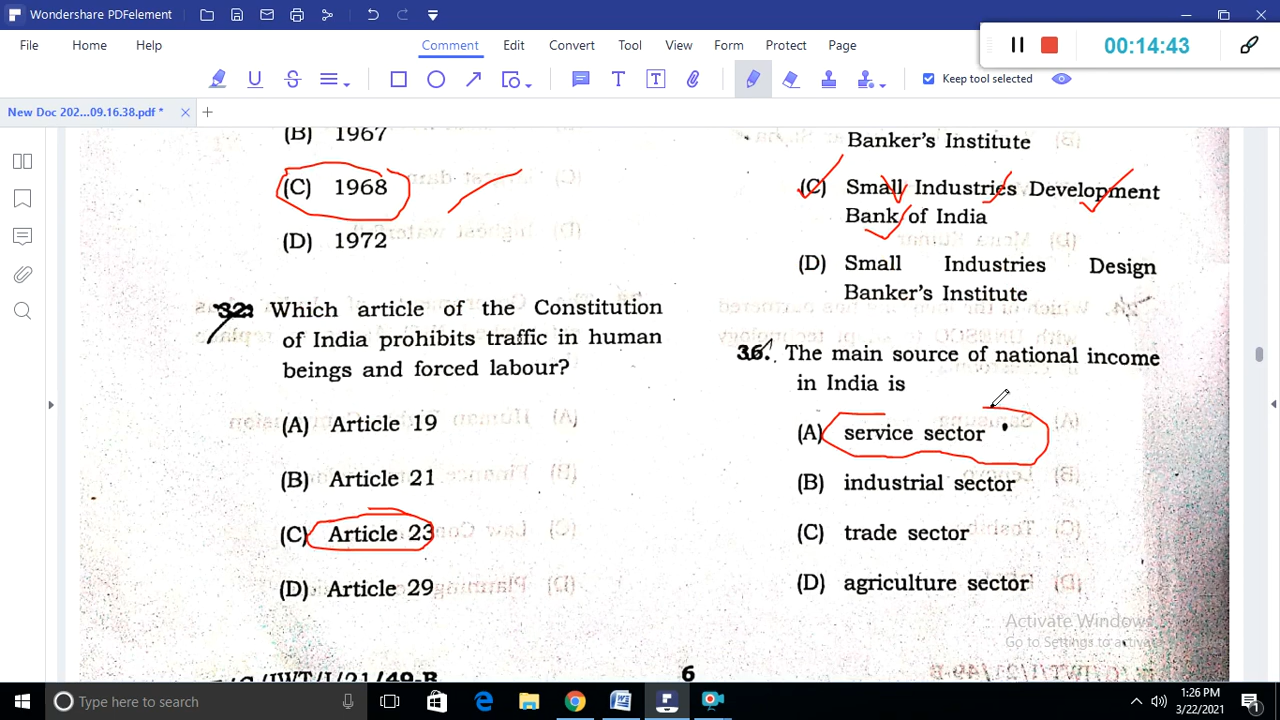 Wondershare PDFelement
File Home Help Comment Edit Convert Tool View Form Protect Page
00:14:43
Keep tool selected
New Doc 202...09.16.38.pdf *
(B) 1967
(C) 1968
(D) 1972
32. Which article of the Constitution
of India prohibits traffic in human
beings and forced labour?
(A) Article 19
(B) Article 21
(C) Article 23
(D) Article 29
Banker's Institute
(C) Small Industries Development
Bank of India
(D) Small Industries Design
Banker's Institute
36. The main source of national income
in India is
(A) service sector
(B) industrial sector
(C) trade sector
(D) agriculture sector
Activate Windows
Go to Settings to activate
/G/IWT/I/21/49-B
6
Type here to search
1:26 PM
3/22/2021